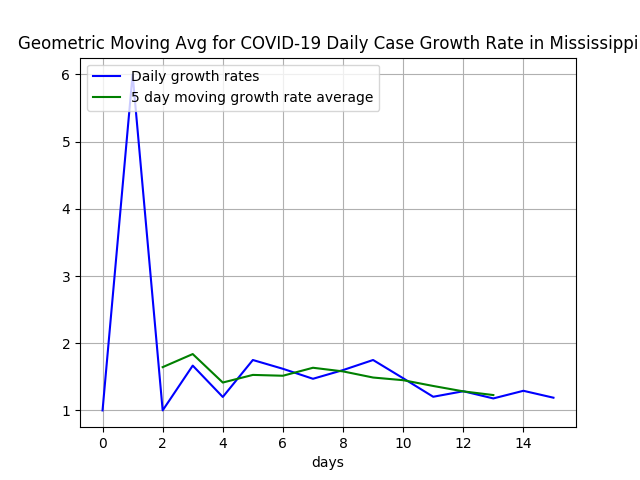 Geometric Moving Avg for COVID-19 Daily Case Growth Rate in Mississippi
Daily growth rates
5 day moving growth rate average
6
5
4
3
2
1
0 2 4 6 8 10 12 14
days